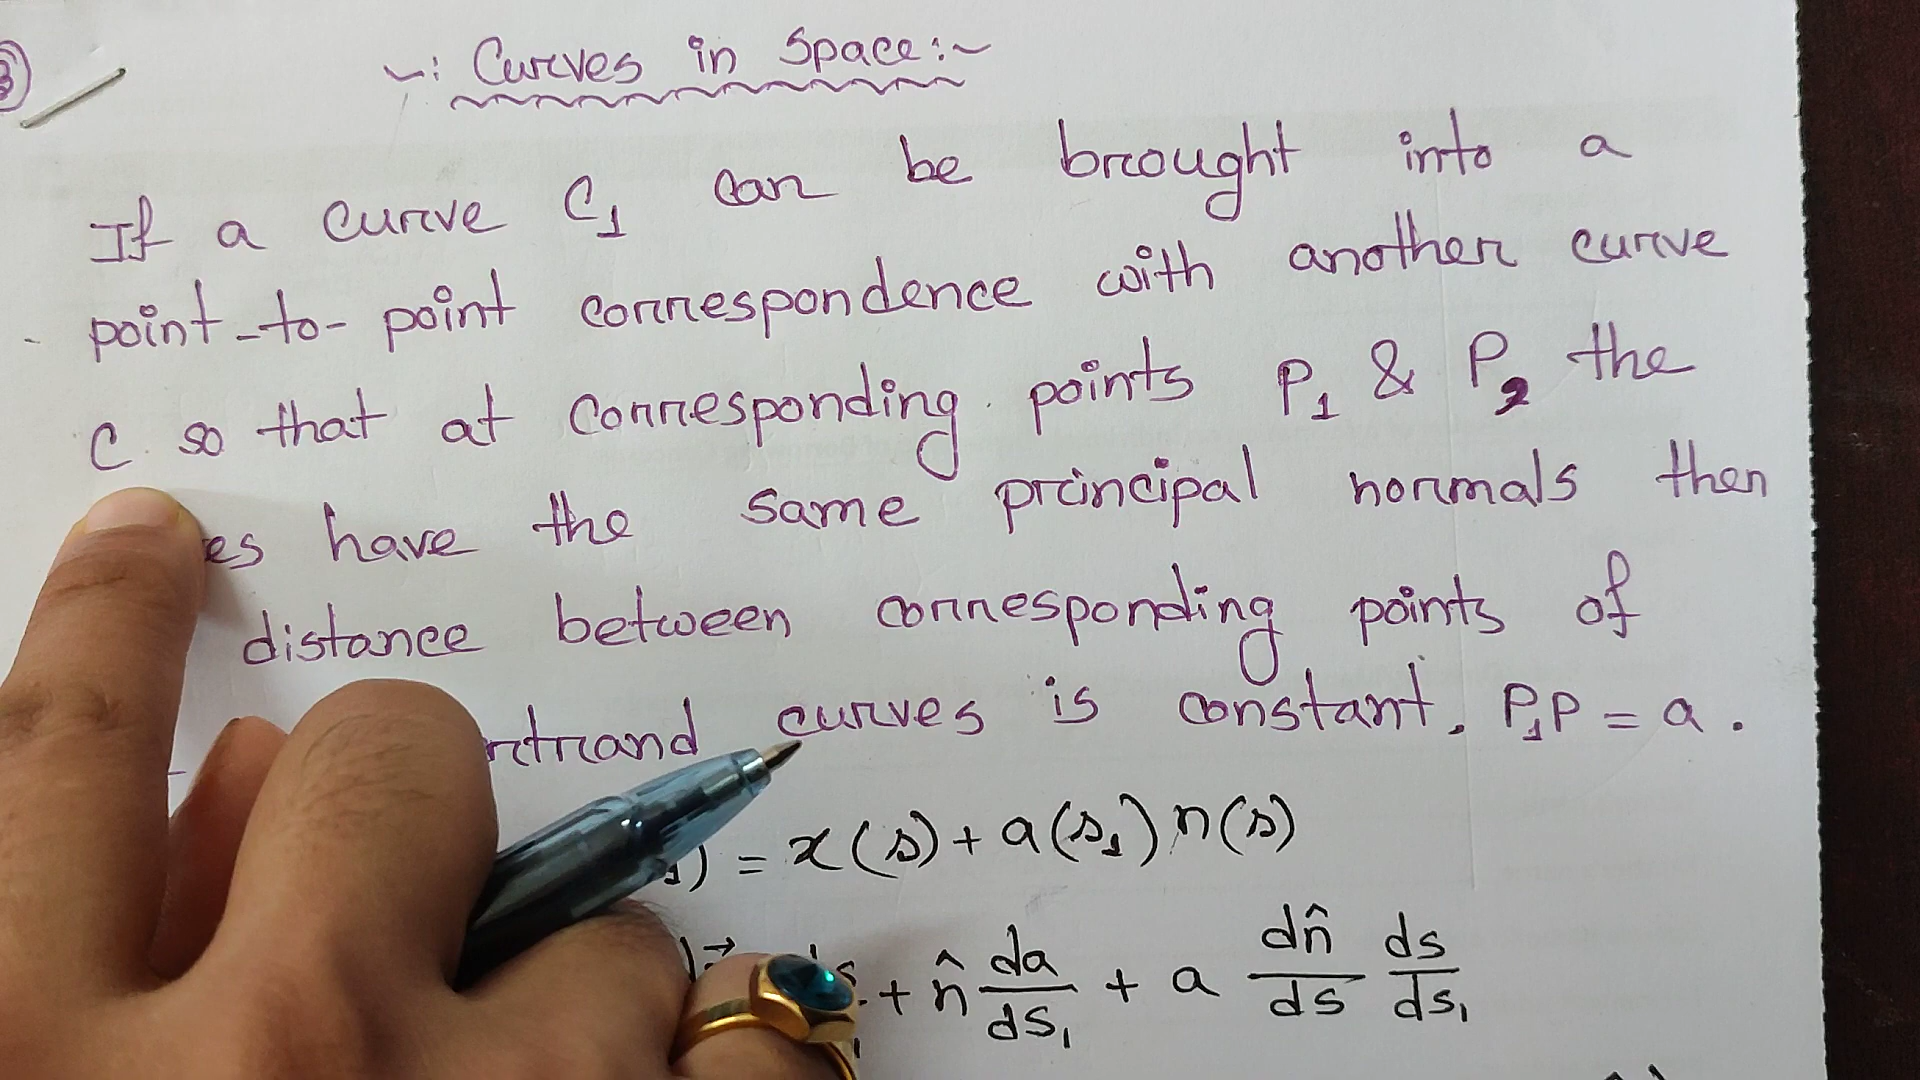 3
~: Curves in Space:~
If a curve C₁ can be brought into a
point-to-point correspondence with another curve
C so that at corresponding points P₁ & P₂ the
have the same principal normals then
distance between corresponding points of
curves is constant. P₁P = a.
= x(s) + a(s₁) n(s)
+ n̂ da/ds₁ + a dn̂/ds ds/ds₁